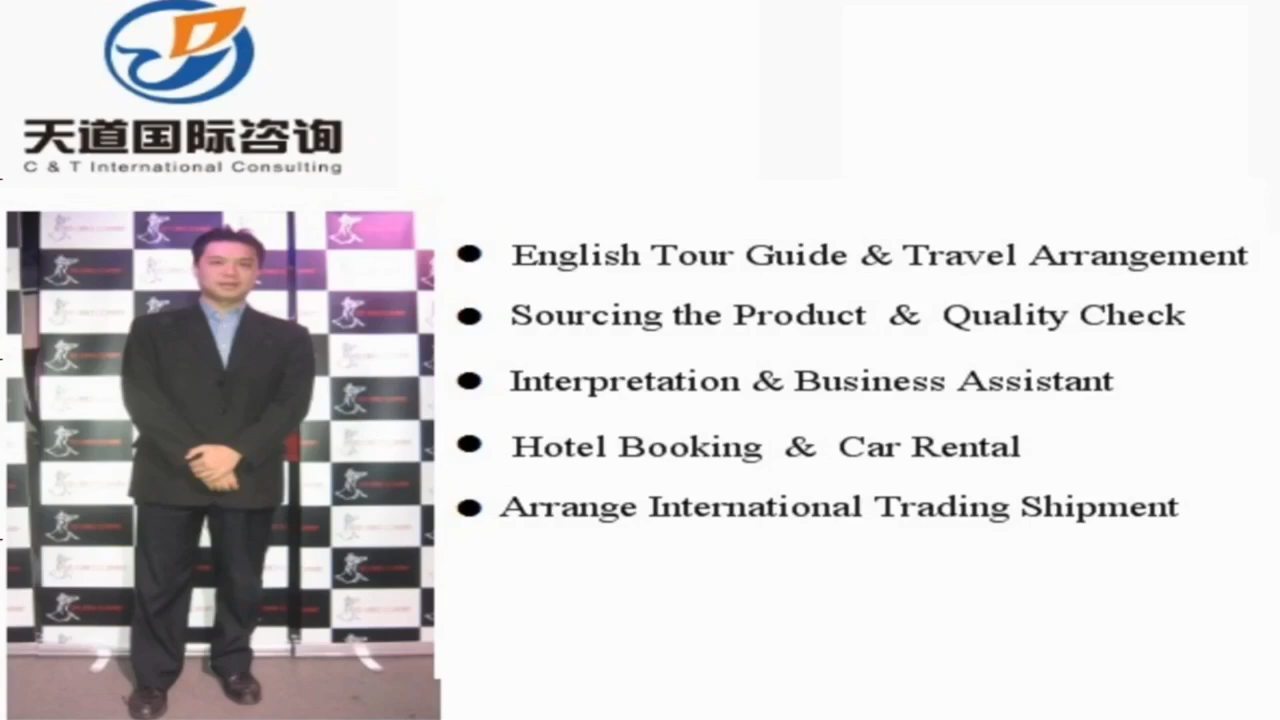 天道国际咨询
C & T International Consulting
● English Tour Guide & Travel Arrangement
● Sourcing the Product & Quality Check
● Interpretation & Business Assistant
● Hotel Booking & Car Rental
● Arrange International Trading Shipment